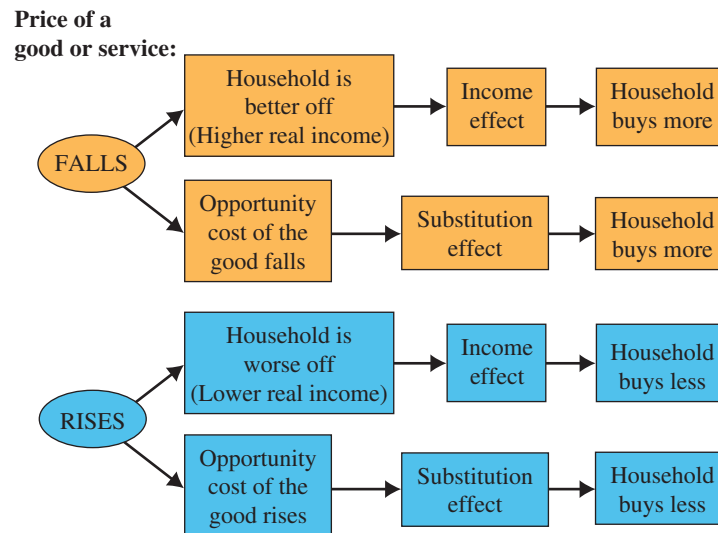 Price of a
good or service:
Household is
better off
(Higher real income)
Income
effect
Household
buys more
FALLS
Opportunity
cost of the
good falls
Substitution
effect
Household
buys more
Household is
worse off
(Lower real income)
Income
effect
Household
buys less
RISES
Opportunity
cost of the
good rises
Substitution
effect
Household
buys less